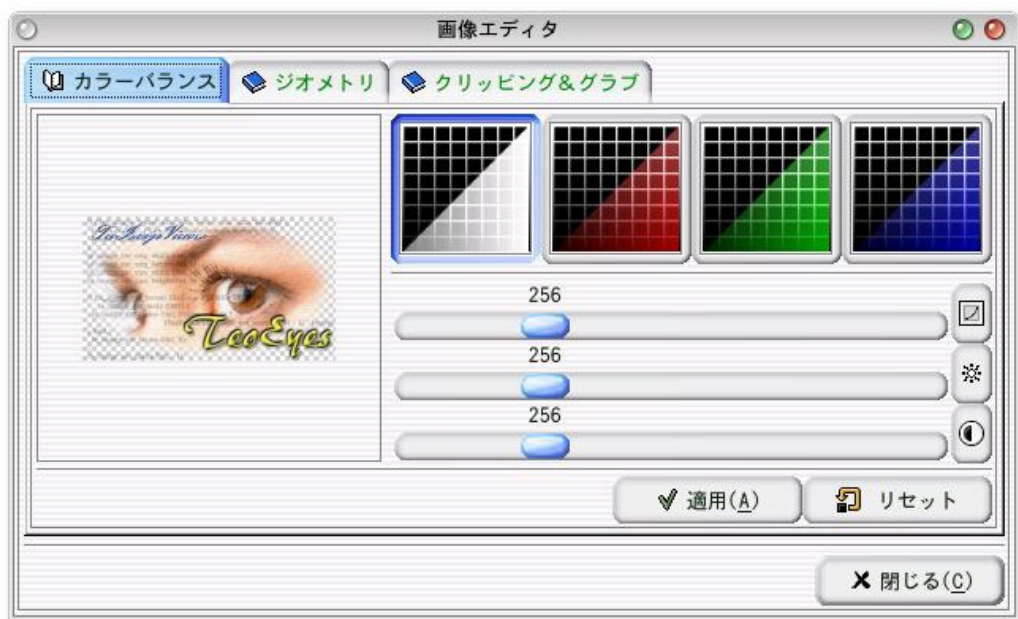 画像エディタ
カラーバランス
ジオメトリ
クリッピング&グラブ
TeoEyes
256
256
256
適用(A)
リセット
閉じる(C)